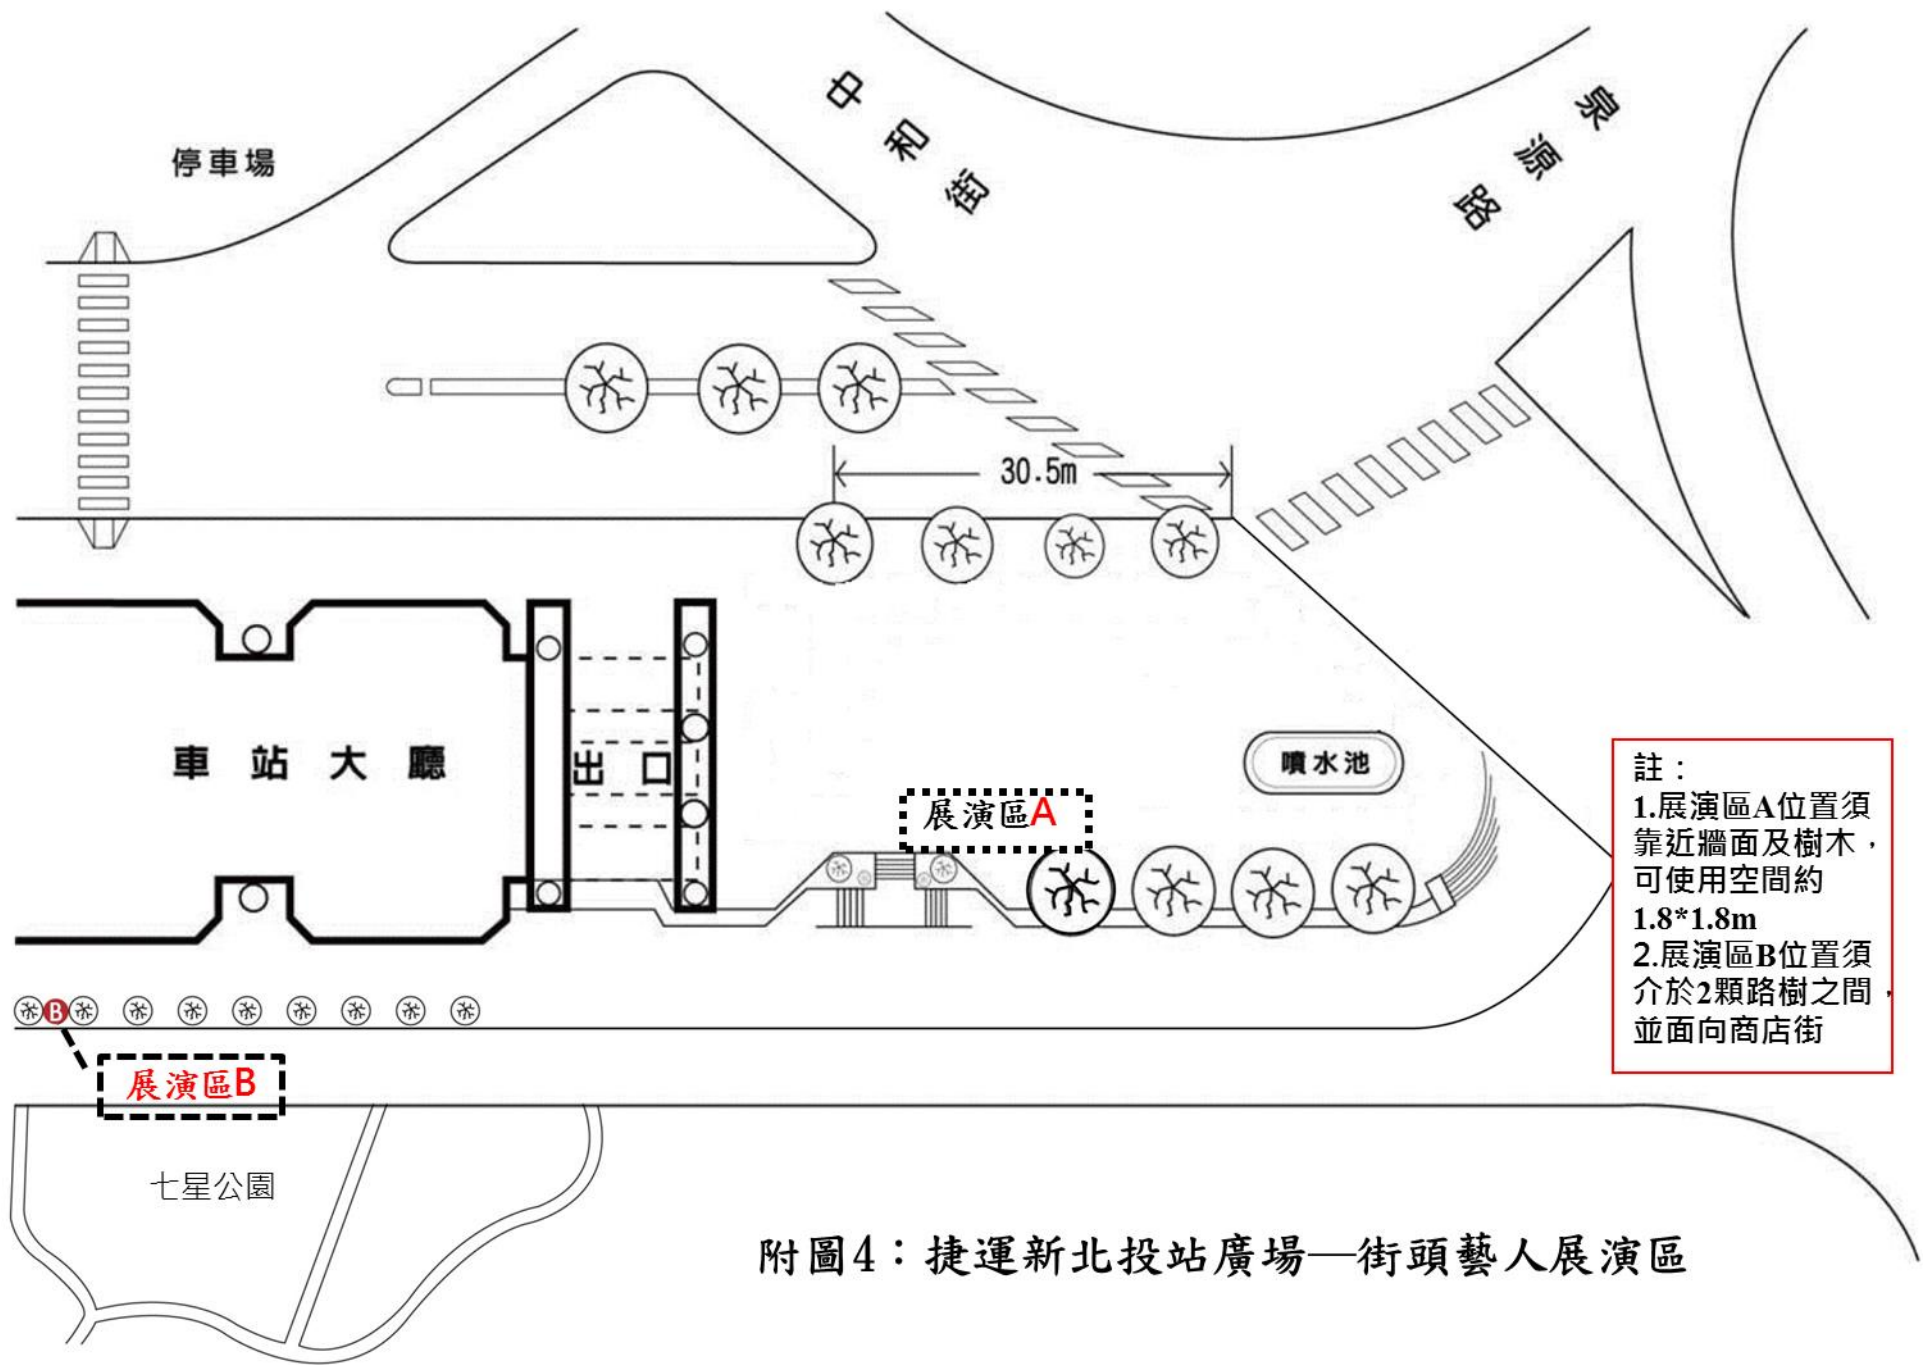 中和街
泉源路
停車場
30.5m
車站大廳
出口
噴水池
展演區A
註：
1.展演區A位置須
靠近牆面及樹木，
可使用空間約
1.8*1.8m
2.展演區B位置須
介於2顆路樹之間，
並面向商店街
B
展演區B
七星公園
附圖4：捷運新北投站廣場—街頭藝人展演區